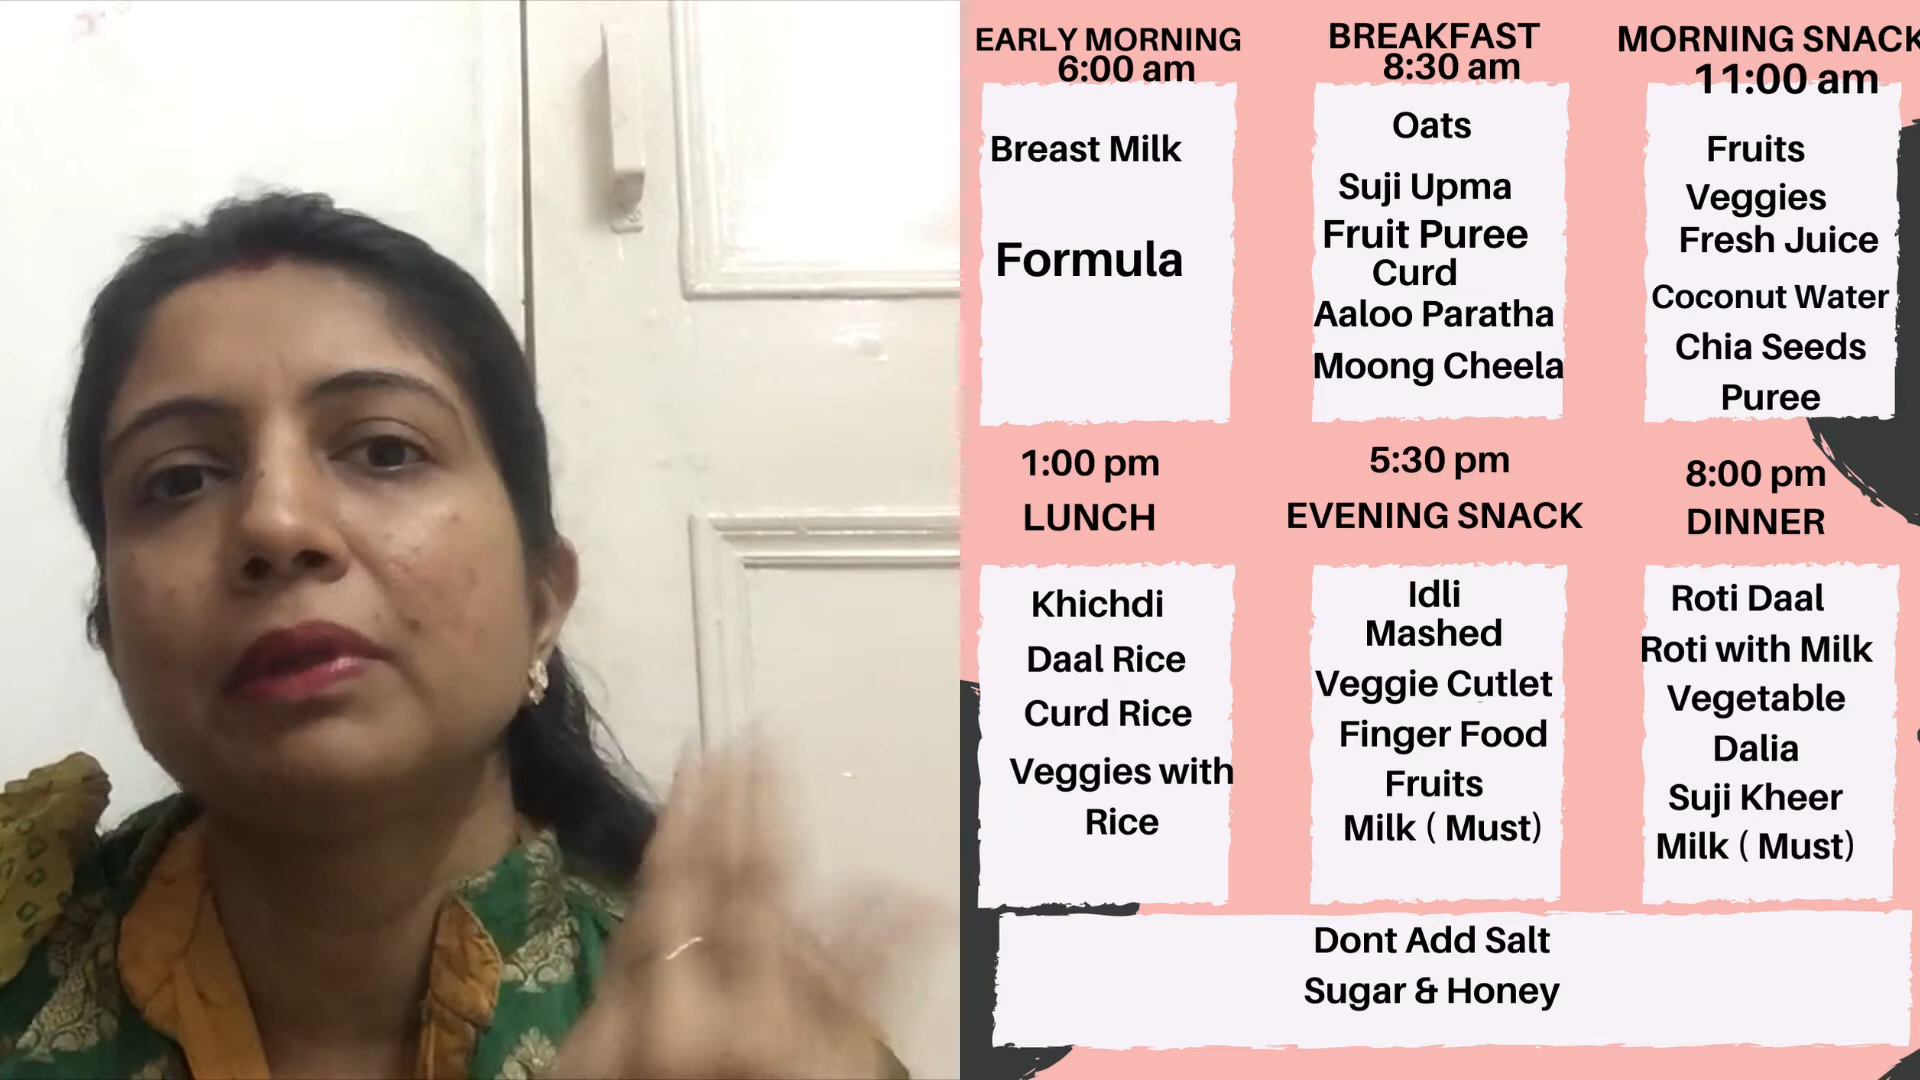 EARLY MORNING
6:00 am
Breast Milk
Formula
BREAKFAST
8:30 am
Oats
Suji Upma
Fruit Puree
Curd
Aaloo Paratha
Moong Cheela
MORNING SNACK
11:00 am
Fruits
Veggies
Fresh Juice
Coconut Water
Chia Seeds
Puree
1:00 pm
LUNCH
Khichdi
Daal Rice
Curd Rice
Veggies with
Rice
5:30 pm
EVENING SNACK
Idli
Mashed
Veggie Cutlet
Finger Food
Fruits
Milk ( Must)
8:00 pm
DINNER
Roti Daal
Roti with Milk
Vegetable
Dalia
Suji Kheer
Milk ( Must)
Dont Add Salt
Sugar & Honey